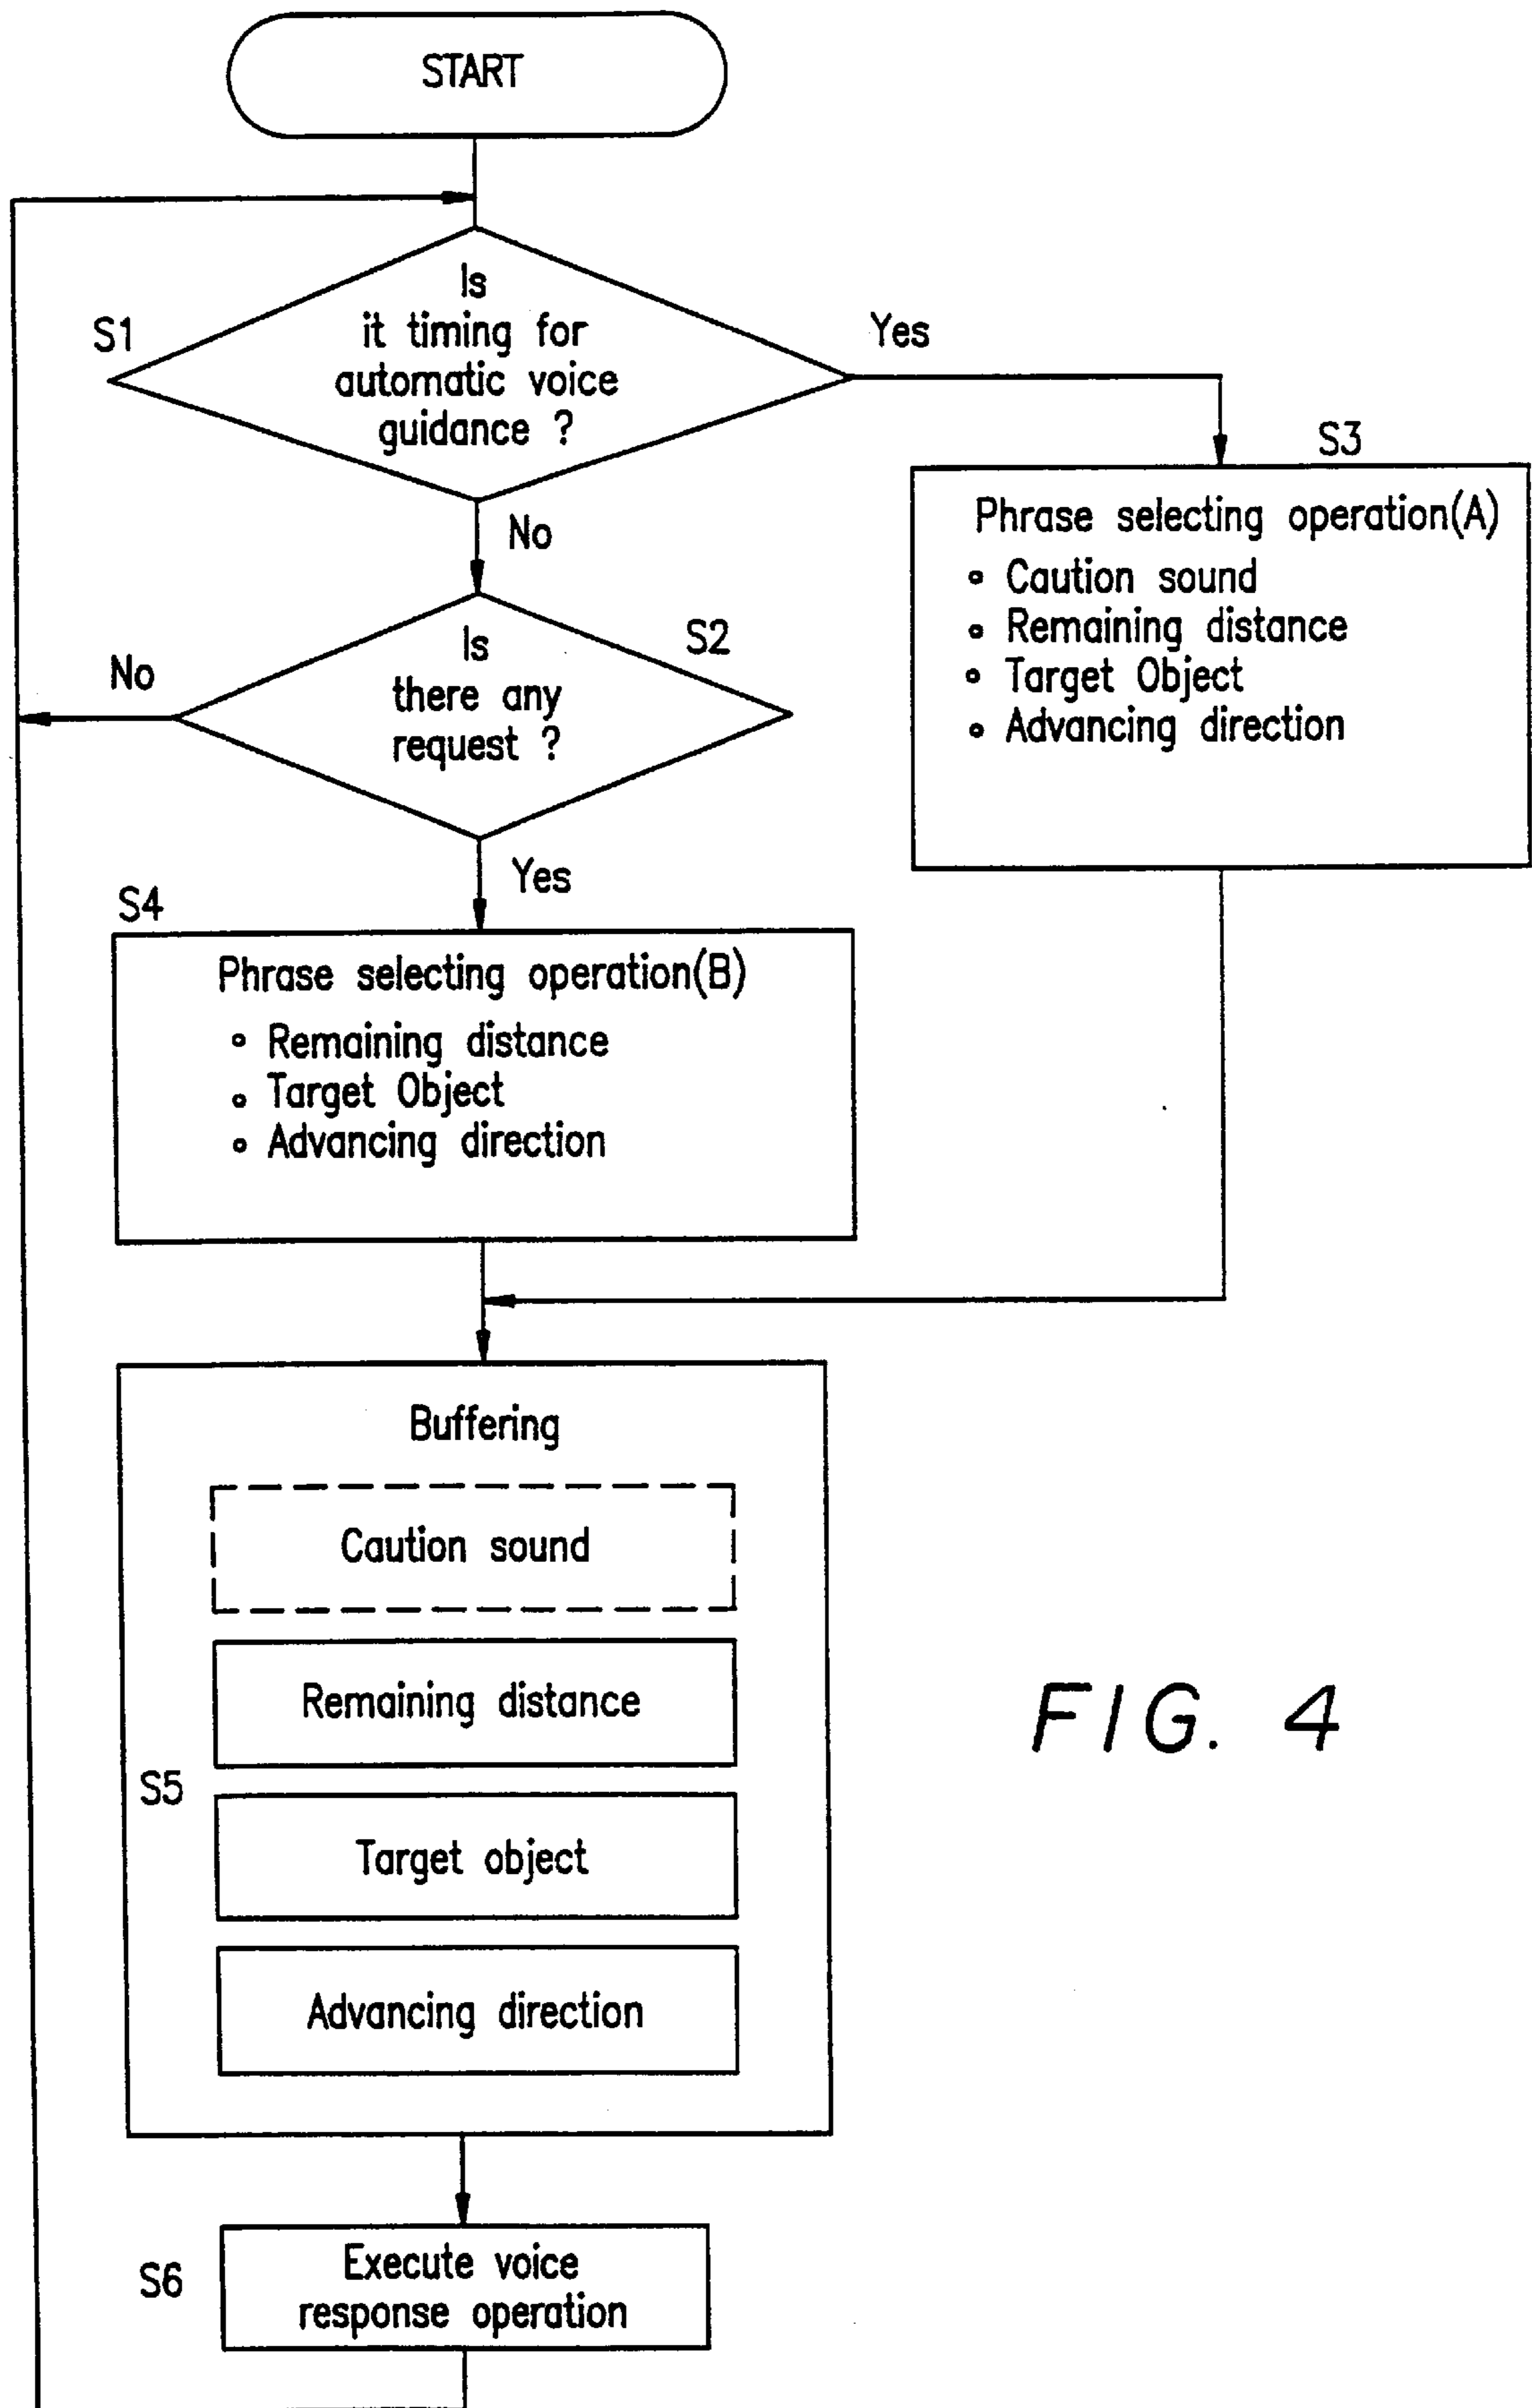 START
S1
Is
it timing for
automatic voice
guidance ?
Yes
No
S3
Phrase selecting operation(A)
∘ Caution sound
∘ Remaining distance
∘ Target Object
∘ Advancing direction
S2
Is
there any
request ?
No
Yes
S4
Phrase selecting operation(B)
∘ Remaining distance
∘ Target Object
∘ Advancing direction
S5
Buffering
Caution sound
Remaining distance
Target object
Advancing direction
S6
Execute voice
response operation
FIG. 4